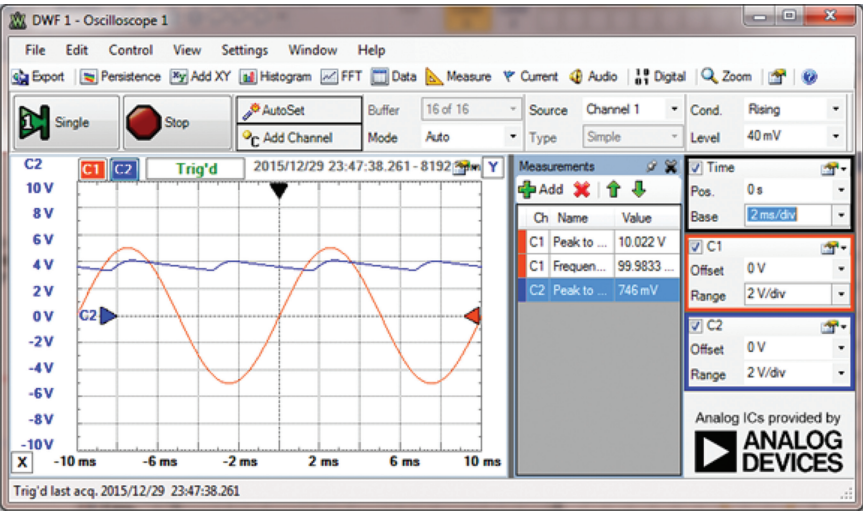 DWF 1 - Oscilloscope 1
File Edit Control View Settings Window Help
Export Persistence Add XY Histogram FFT Data Measure Current Audio Digital Zoom
Single Stop AutoSet Buffer 16 of 16 Source Channel 1 Cond. Rising
Add Channel Mode Auto Type Simple Level 40 mV
C2 C1 C2 Trig'd 2015/12/29 23:47:38.261 - 8192 Y
10 V
8 V
6 V
4 V
2 V
0 V C2
-2 V
-4 V
-6 V
-8 V
-10 V
X -10 ms -6 ms -2 ms 2 ms 6 ms 10 ms
Measurements
Add
Ch Name Value
C1 Peak to ... 10.022 V
C1 Frequen... 99.9833 ...
C2 Peak to ... 746 mV
Time
Pos. 0 s
Base 2 ms/div
C1
Offset 0 V
Range 2 V/div
C2
Offset 0 V
Range 2 V/div
Analog ICs provided by
ANALOG
DEVICES
Trig'd last acq. 2015/12/29 23:47:38.261